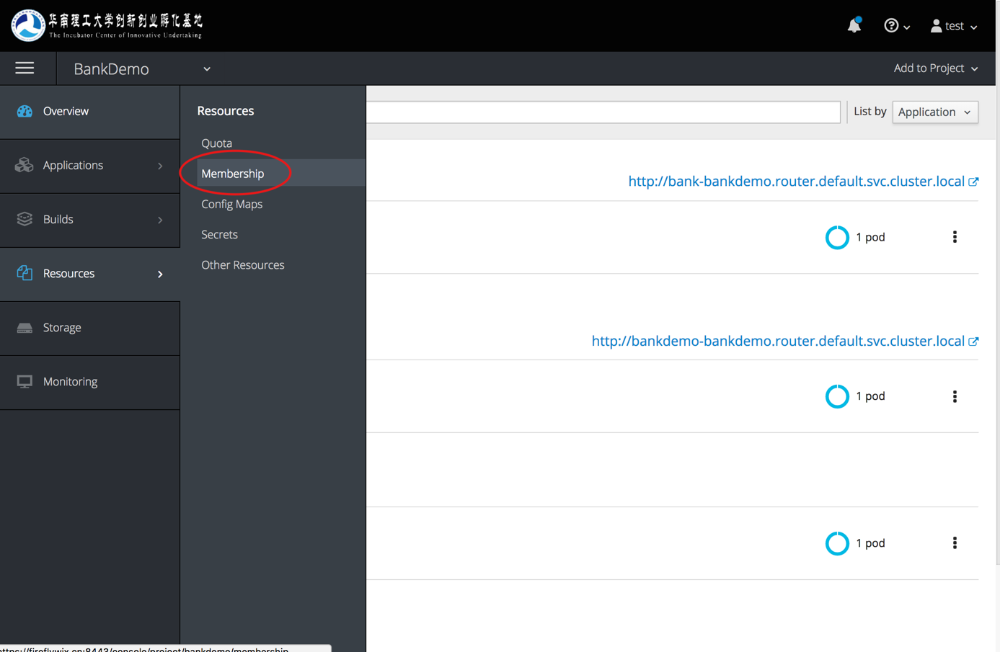 华南理工大学创新创业孵化基地
The Incubator Center of Innovative Undertaking
test
BankDemo
Add to Project
Overview
Applications
Builds
Resources
Storage
Monitoring
Resources
Quota
Membership
Config Maps
Secrets
Other Resources
List by
Application
http://bank-bankdemo.router.default.svc.cluster.local
1 pod
http://bankdemo-bankdemo.router.default.svc.cluster.local
1 pod
1 pod
https://fireflywix.cn:8443/console/project/bankdemo/membership